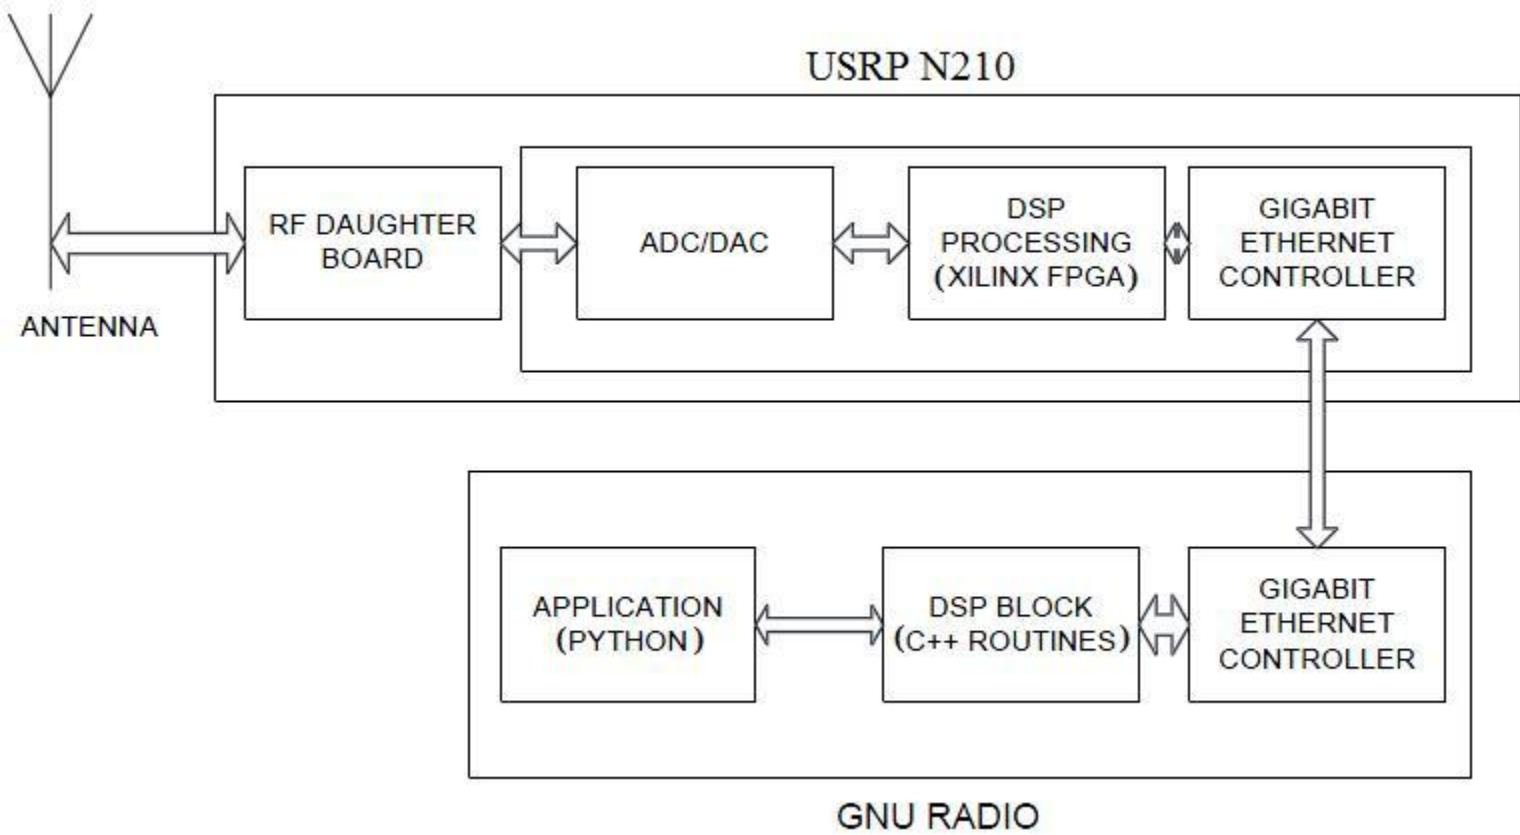 USRP N210
RF DAUGHTER
BOARD
ADC/DAC
DSP
PROCESSING
(XILINX FPGA)
GIGABIT
ETHERNET
CONTROLLER
ANTENNA
APPLICATION
(PYTHON)
DSP BLOCK
(C++ ROUTINES)
GIGABIT
ETHERNET
CONTROLLER
GNU RADIO